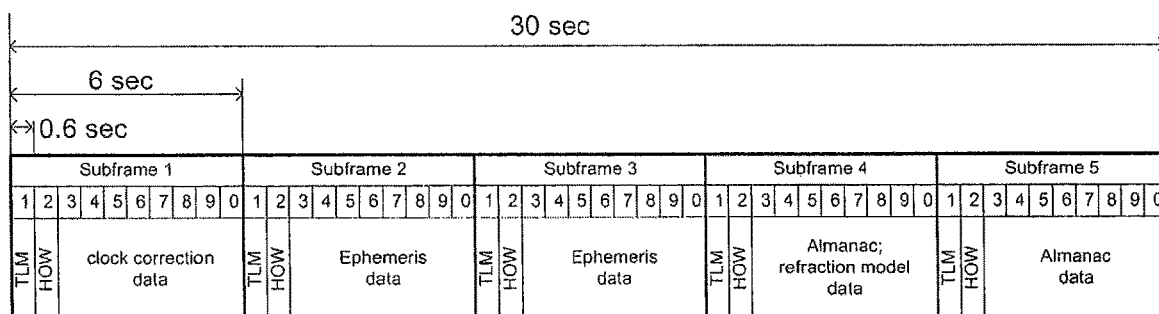 30 sec
6 sec
0.6 sec
Subframe 1 Subframe 2 Subframe 3 Subframe 4 Subframe 5
1 2 3 4 5 6 7 8 9 0 1 2 3 4 5 6 7 8 9 0 1 2 3 4 5 6 7 8 9 0 1 2 3 4 5 6 7 8 9 0 1 2 3 4 5 6 7 8 9 0
TLM
HOW
clock correction
data
TLM
HOW
Ephemeris
data
TLM
HOW
Ephemeris
data
TLM
HOW
Almanac;
refraction model
data
TLM
HOW
Almanac
data